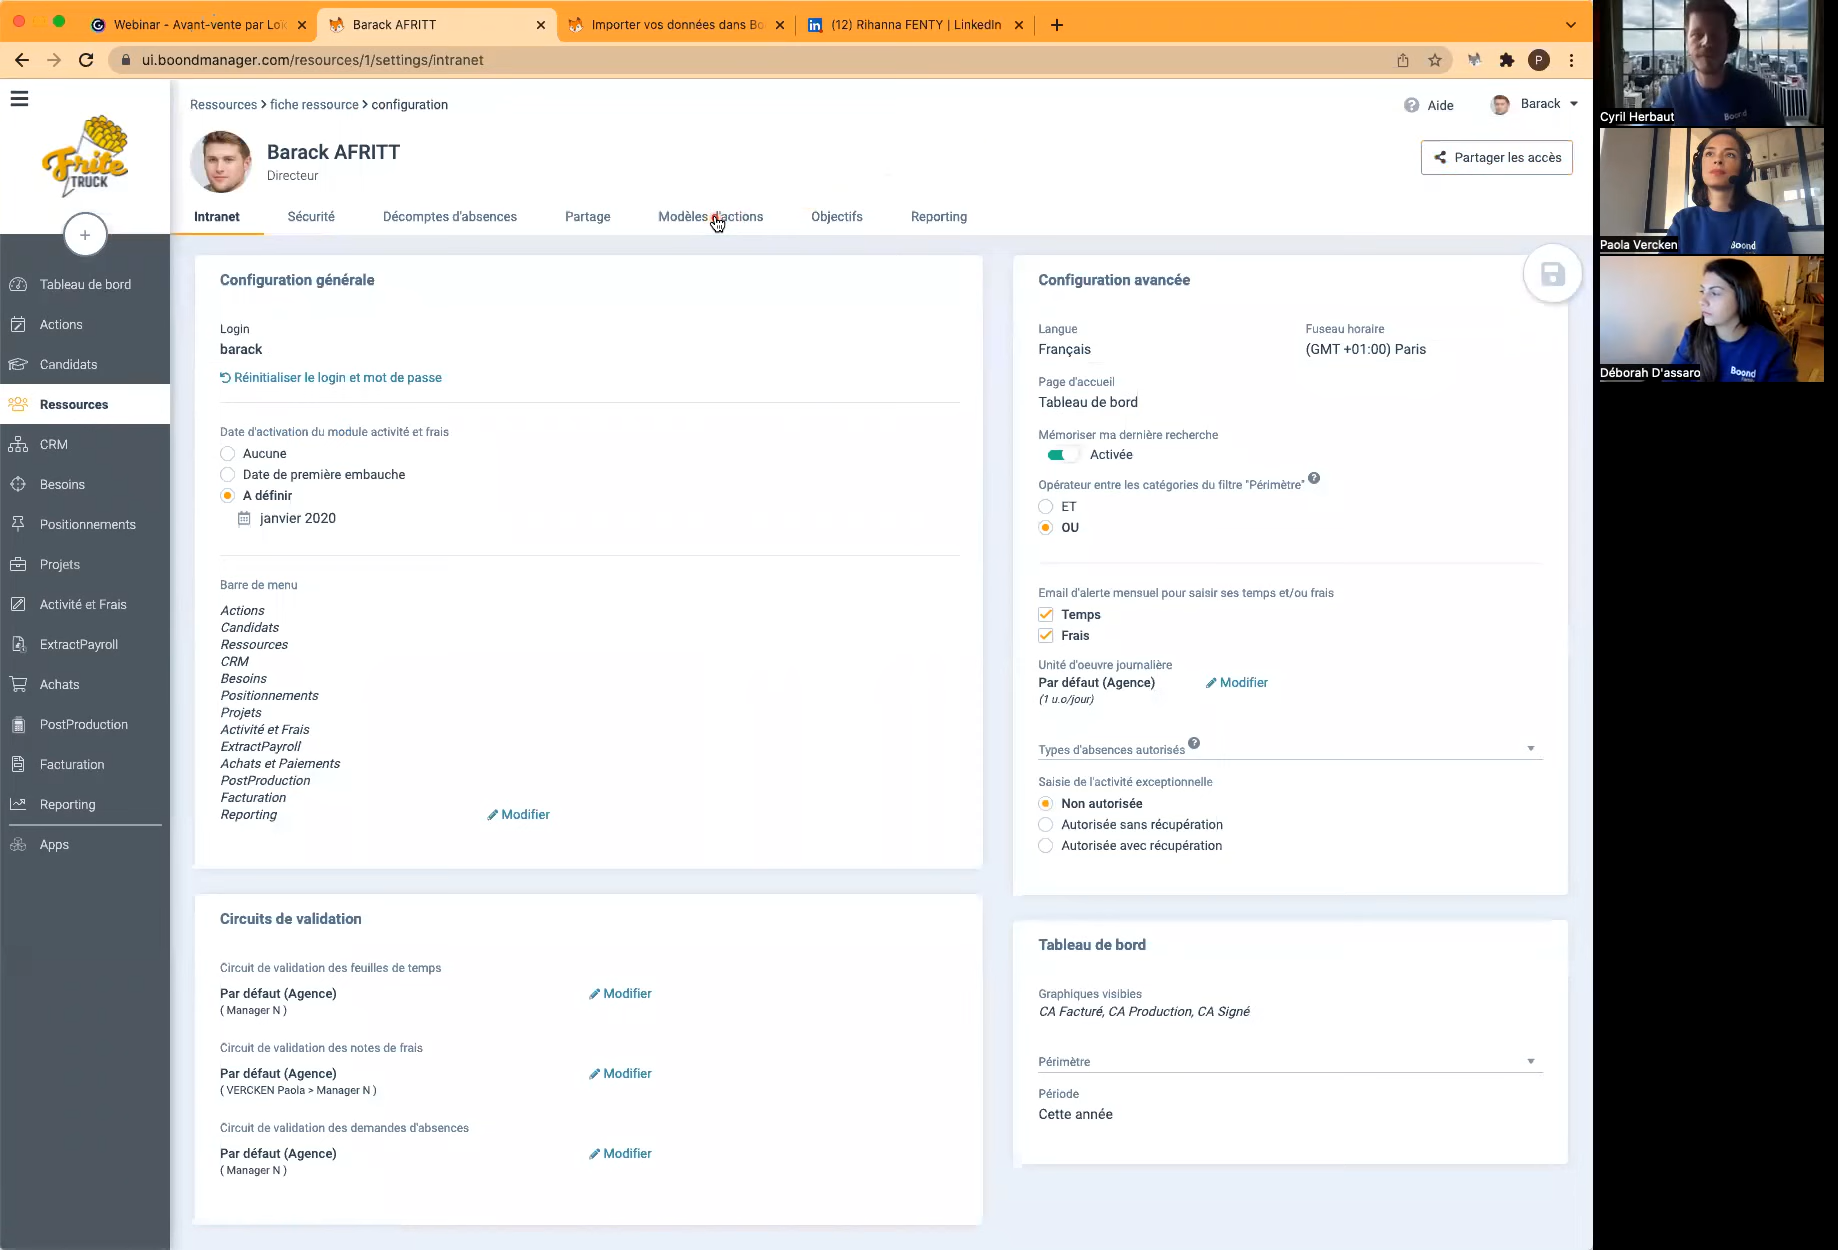 Webinar - Avant-vente par Loï
Barack AFRITT
Importer vos données dans Bo
(12) Rihanna FENTY | LinkedIn
ui.boondmanager.com/resources/1/settings/intranet
P
Frite
TRUCK
Ressources > fiche ressource > configuration
Aide
Barack
Barack AFRITT
Directeur
Partager les accès
Intranet
Sécurité
Décomptes d'absences
Partage
Modèles d'actions
Objectifs
Reporting
Tableau de bord
Actions
Candidats
Ressources
CRM
Besoins
Positionnements
Projets
Activité et Frais
ExtractPayroll
Achats
PostProduction
Facturation
Reporting
Apps
Configuration générale
Login
barack
Réinitialiser le login et mot de passe
Date d'activation du module activité et frais
Aucune
Date de première embauche
A définir
janvier 2020
Barre de menu
Actions
Candidats
Ressources
CRM
Besoins
Positionnements
Projets
Activité et Frais
ExtractPayroll
Achats et Paiements
PostProduction
Facturation
Reporting
Modifier
Circuits de validation
Circuit de validation des feuilles de temps
Par défaut (Agence)
Modifier
( Manager N )
Circuit de validation des notes de frais
Par défaut (Agence)
Modifier
( VERCKEN Paola > Manager N )
Circuit de validation des demandes d'absences
Par défaut (Agence)
Modifier
( Manager N )
Configuration avancée
Langue
Fuseau horaire
Français
(GMT +01:00) Paris
Page d'accueil
Tableau de bord
Mémoriser ma dernière recherche
Activée
Opérateur entre les catégories du filtre "Périmètre"
ET
OU
Email d'alerte mensuel pour saisir ses temps et/ou frais
Temps
Frais
Unité d'oeuvre journalière
Par défaut (Agence)
Modifier
(1 u.o/jour)
Types d'absences autorisés
Saisie de l'activité exceptionnelle
Non autorisée
Autorisée sans récupération
Autorisée avec récupération
Tableau de bord
Graphiques visibles
CA Facturé, CA Production, CA Signé
Périmètre
Période
Cette année
Boond
Cyril Herbaut
Boond
Paola Vercken
Boond
Déborah D'assaro